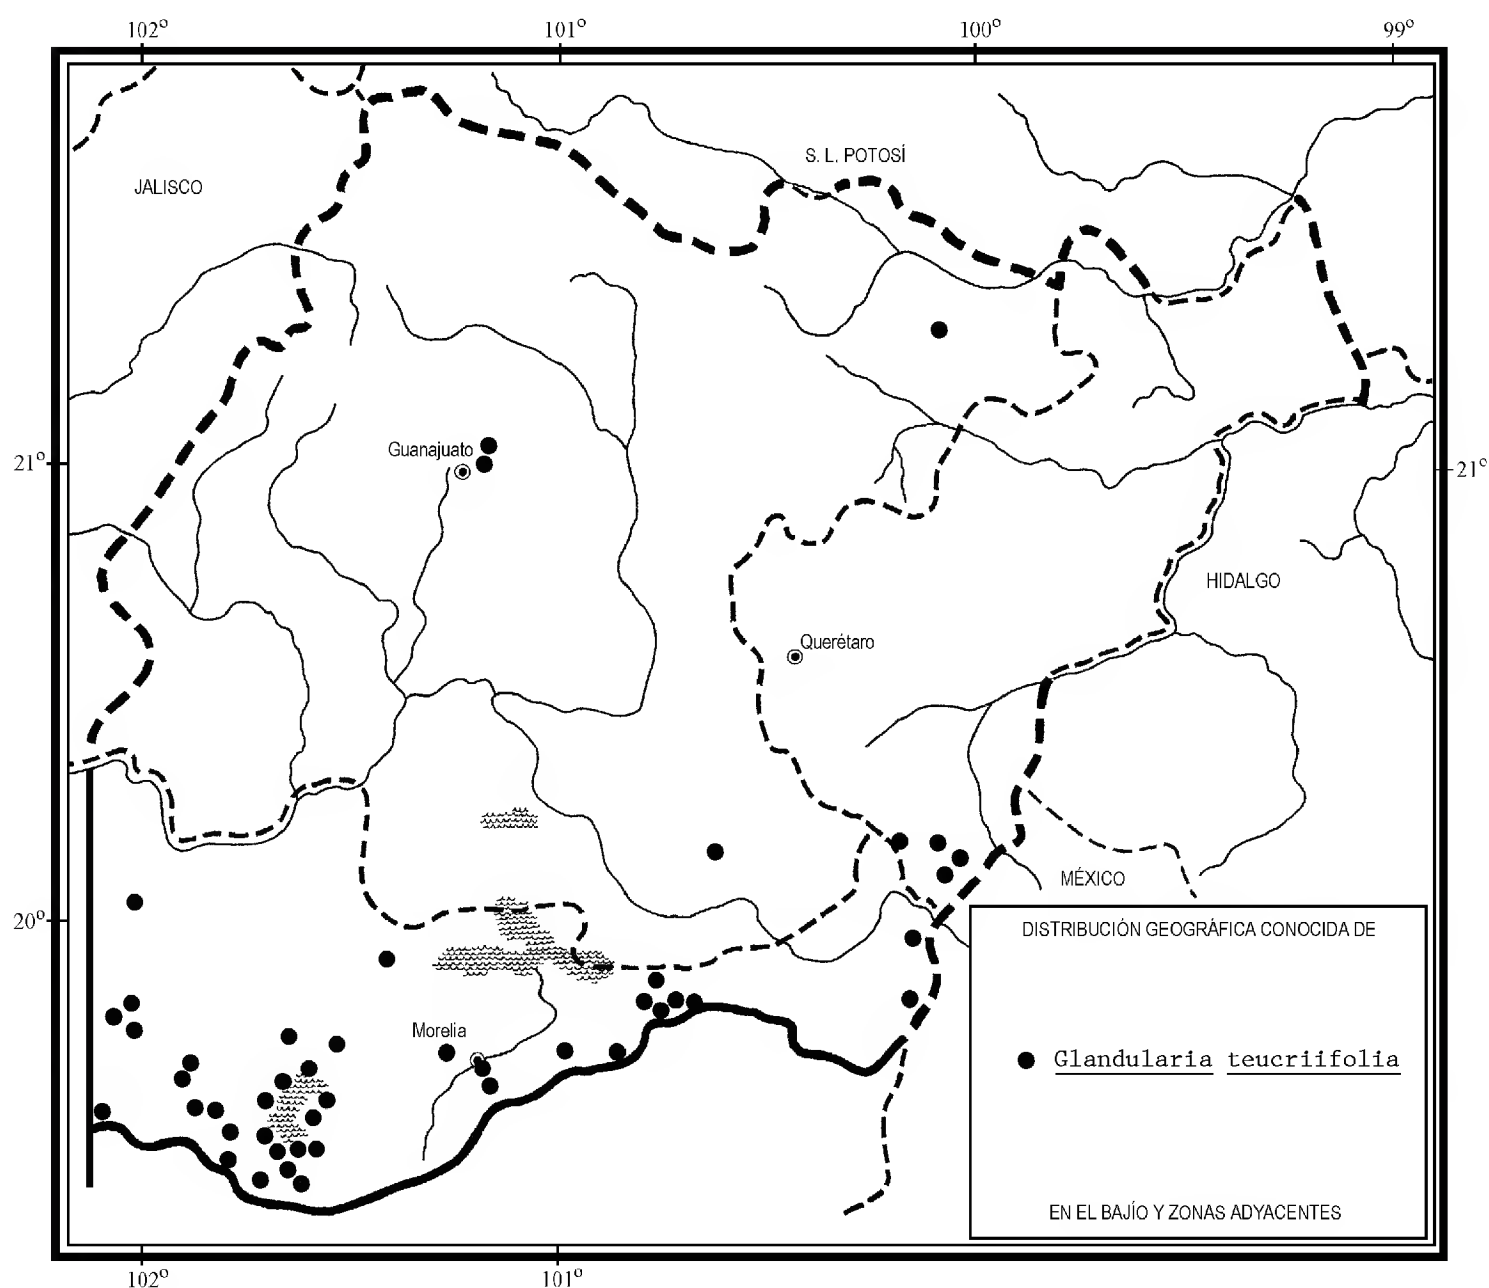 102º 101º 100º 99º
S. L. POTOSÍ
JALISCO
Guanajuato
21º
21º
HIDALGO
Querétaro
MÉXICO
20º
DISTRIBUCIÓN GEOGRÁFICA CONOCIDA DE
Morelia
Glandularia teucriifolia
EN EL BAJÍO Y ZONAS ADYACENTES
102º 101º